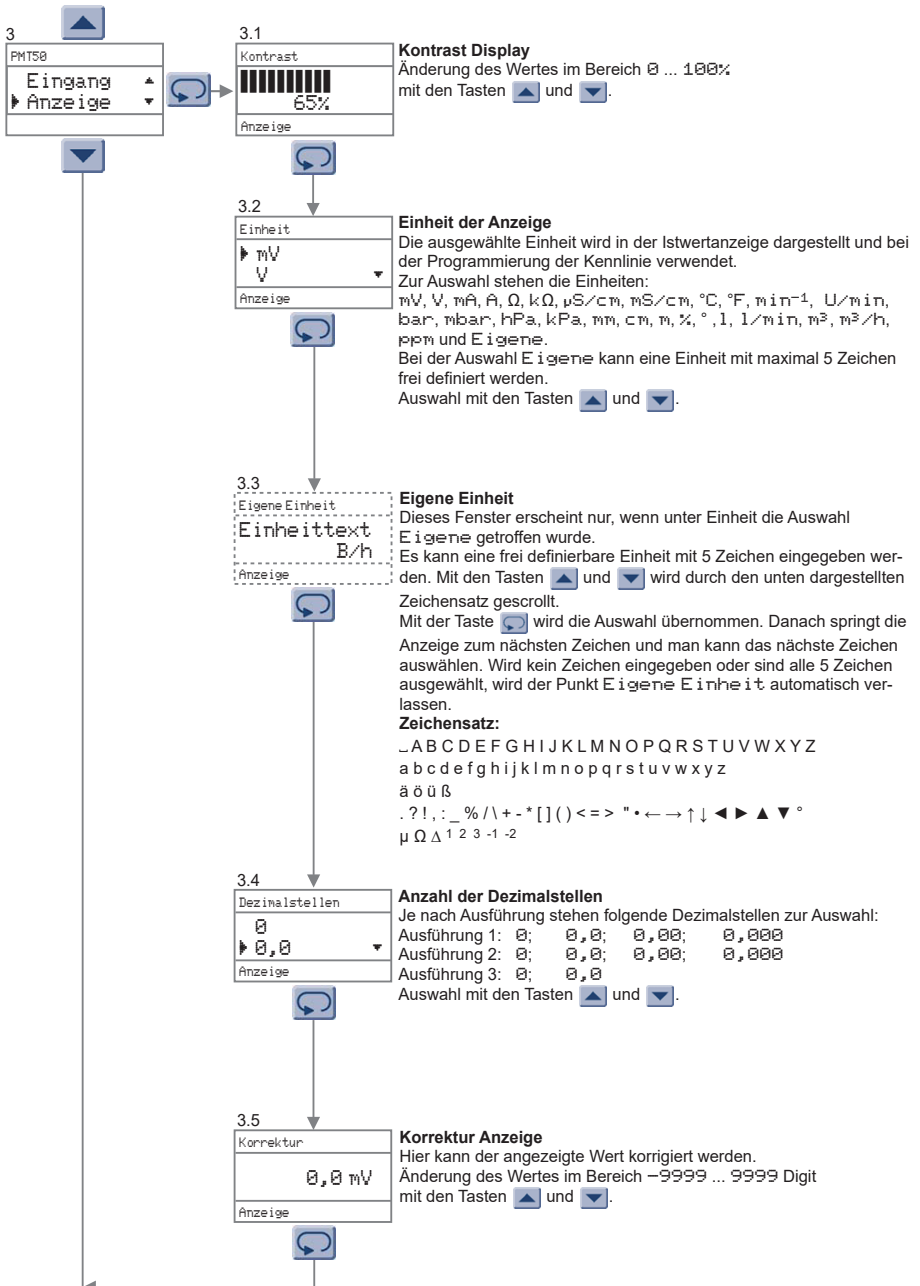 3
PMT50
Eingang
Anzeige
3.1
Kontrast
65%
Anzeige
Kontrast Display
Änderung des Wertes im Bereich 0 ... 100%
mit den Tasten und .
3.2
Einheit
mV
V
Anzeige
Einheit der Anzeige
Die ausgewählte Einheit wird in der Istwertanzeige dargestellt und bei
der Programmierung der Kennlinie verwendet.
Zur Auswahl stehen die Einheiten:
mV, V, mA, A, Ω, kΩ, µS/cm, mS/cm, °C, °F, min⁻¹, U/min,
bar, mbar, hPa, kPa, mm, cm, m, %, °, l, l/min, m³, m³/h,
ppm und Eigene.
Bei der Auswahl Eigene kann eine Einheit mit maximal 5 Zeichen
frei definiert werden.
Auswahl mit den Tasten und .
3.3
Eigene Einheit
Einheittext
B/h
Anzeige
Eigene Einheit
Dieses Fenster erscheint nur, wenn unter Einheit die Auswahl
Eigene getroffen wurde.
Es kann eine frei definierbare Einheit mit 5 Zeichen eingegeben wer-
den. Mit den Tasten und wird durch den unten dargestellten
Zeichensatz gescrollt.
Mit der Taste wird die Auswahl übernommen. Danach springt die
Anzeige zum nächsten Zeichen und man kann das nächste Zeichen
auswählen. Wird kein Zeichen eingegeben oder sind alle 5 Zeichen
ausgewählt, wird der Punkt Eigene Einheit automatisch ver-
lassen.
Zeichensatz:
⎵ A B C D E F G H I J K L M N O P Q R S T U V W X Y Z
a b c d e f g h i j k l m n o p q r s t u v w x y z
ä ö ü ß
. ? ! , : _ % / \ + - * [ ] ( ) < = > " • ← → ↑ ↓ ◄ ► ▲ ▼ °
µ Ω Δ ¹ ² ³ ⁻¹ ⁻²
3.4
Dezimalstellen
0
0,0
Anzeige
Anzahl der Dezimalstellen
Je nach Ausführung stehen folgende Dezimalstellen zur Auswahl:
Ausführung 1: 0; 0,0; 0,00; 0,000
Ausführung 2: 0; 0,0; 0,00; 0,000
Ausführung 3: 0; 0,0
Auswahl mit den Tasten und .
3.5
Korrektur
0,0 mV
Anzeige
Korrektur Anzeige
Hier kann der angezeigte Wert korrigiert werden.
Änderung des Wertes im Bereich −9999 ... 9999 Digit
mit den Tasten und .